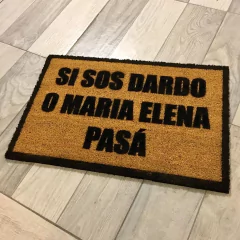 SI SOS DARDO
O MARIA ELENA
PASÁ